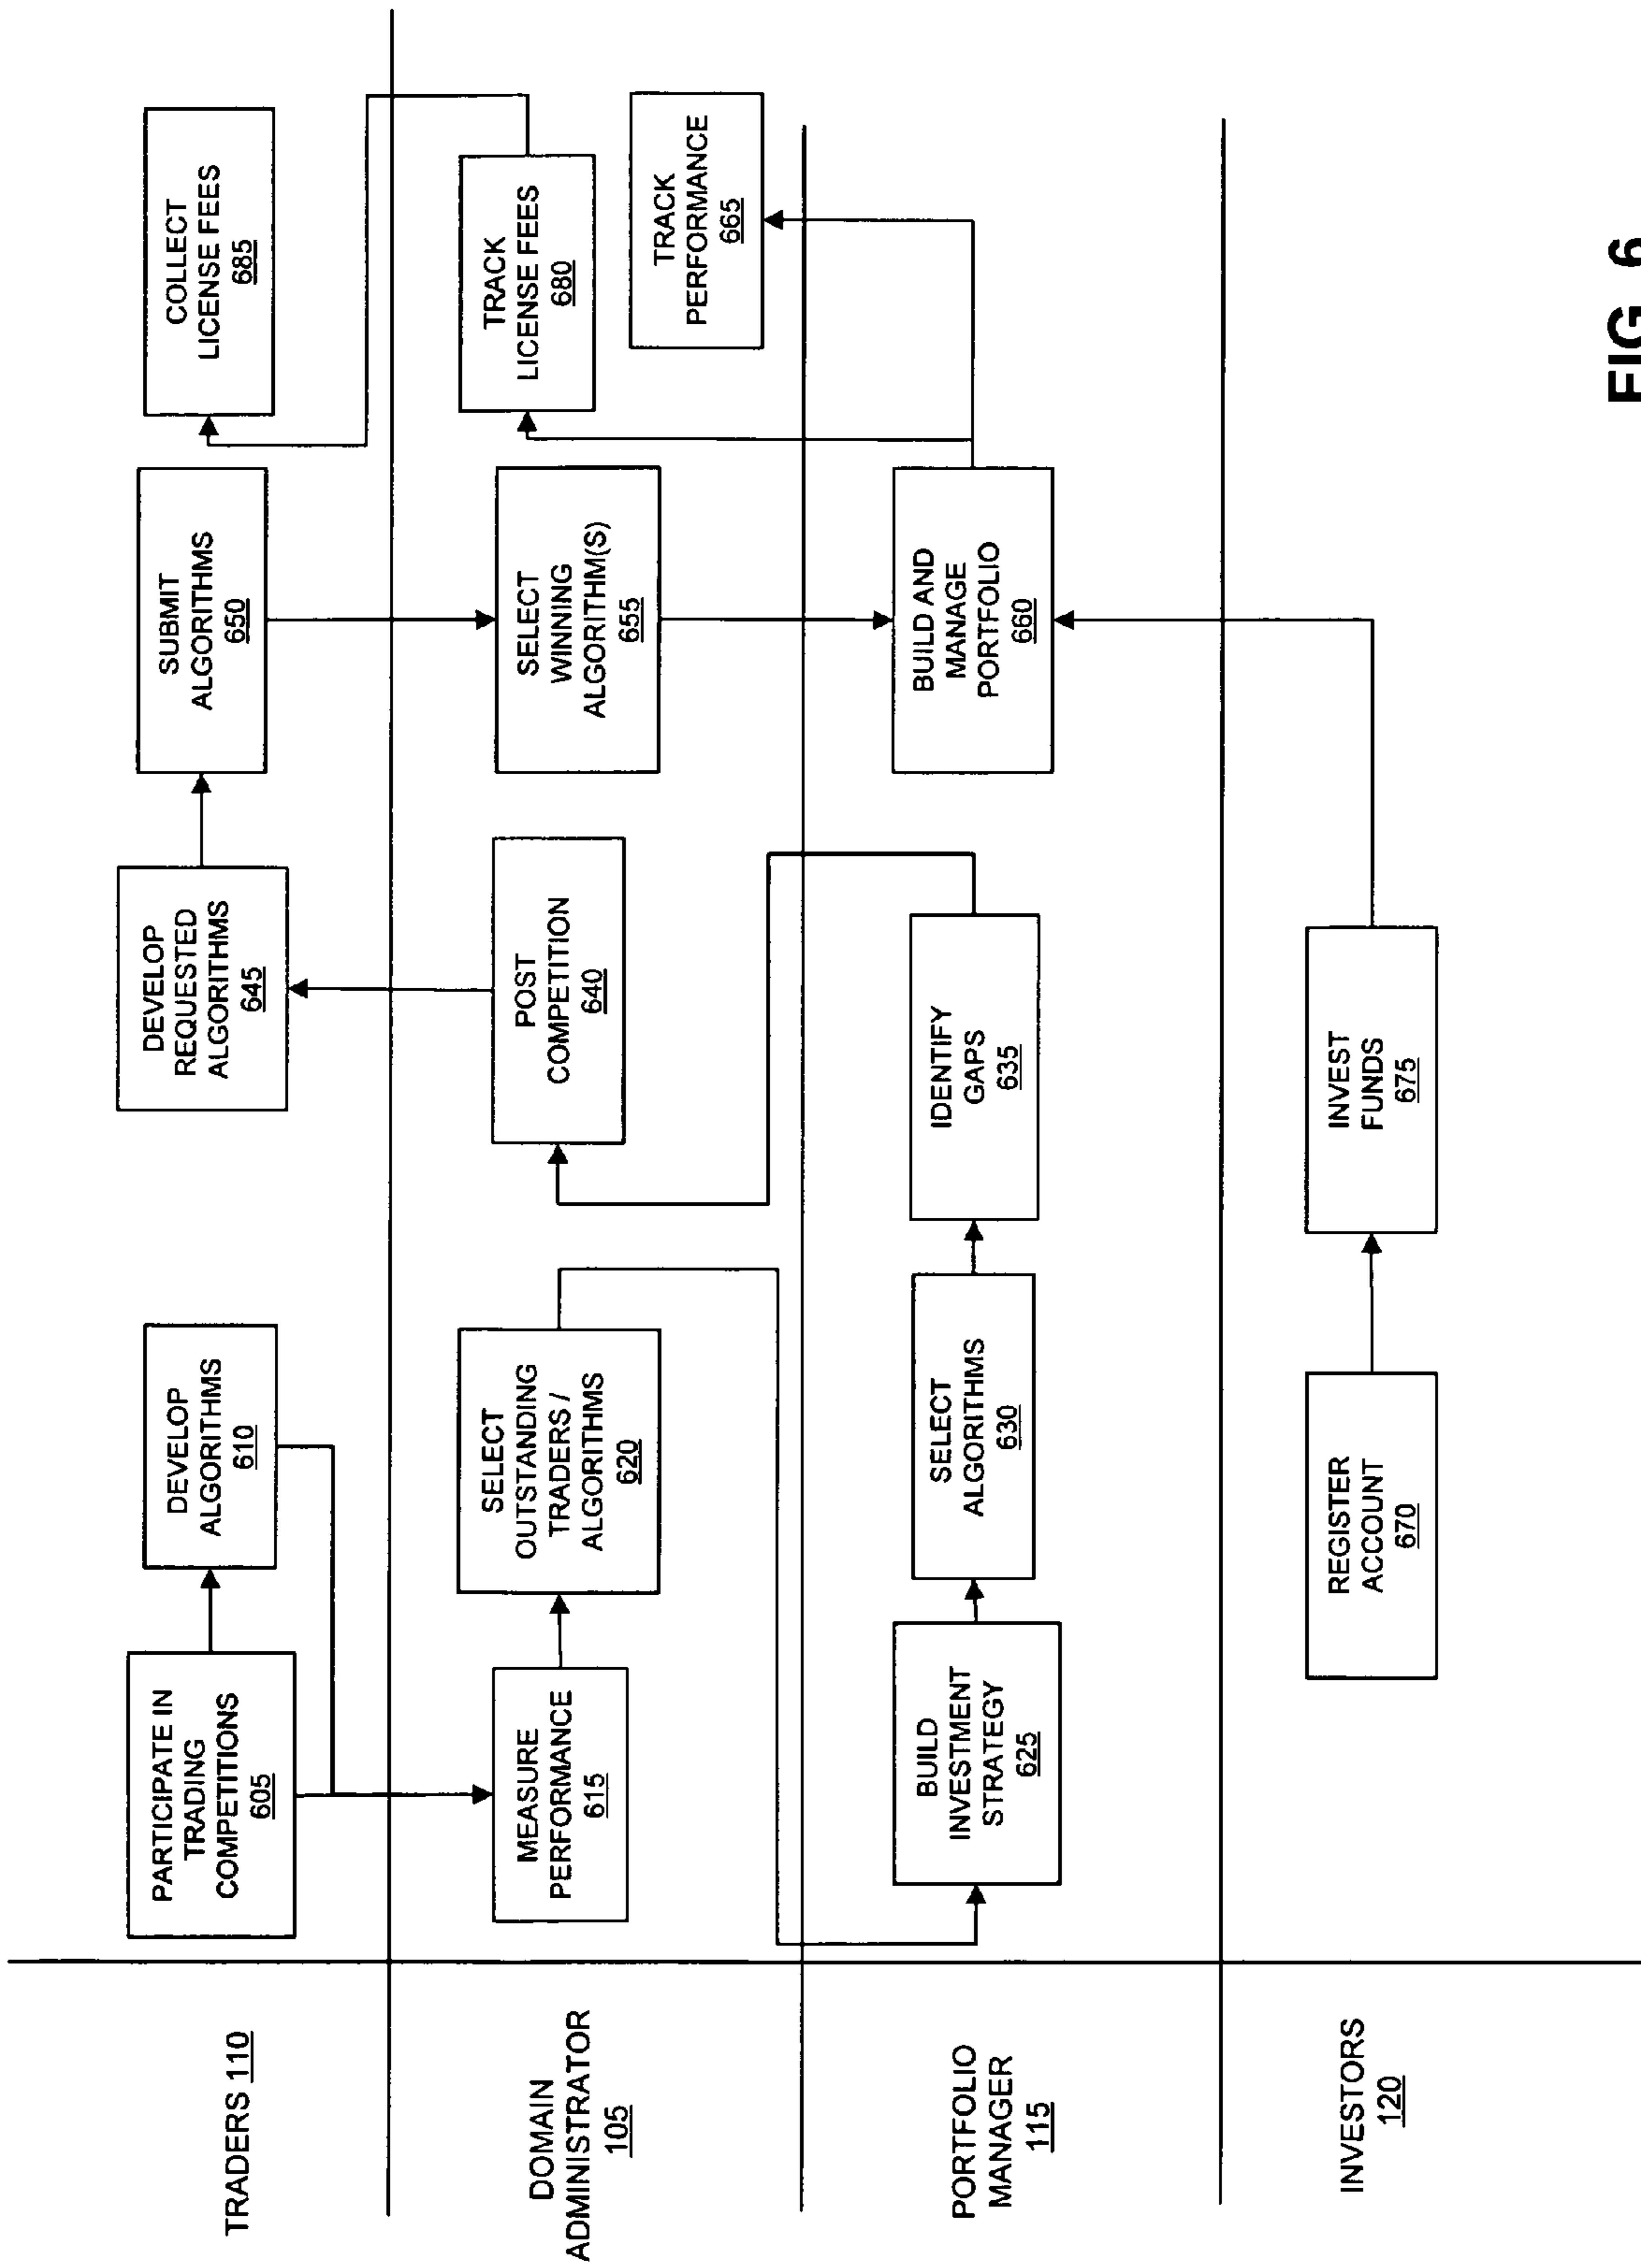 TRADERS 110
PARTICIPATE IN
TRADING
COMPETITIONS
605
DEVELOP
ALGORITHMS
610
DEVELOP
REQUESTED
ALGORITHMS
645
SUBMIT
ALGORITHMS
650
COLLECT
LICENSE FEES
685
DOMAIN
ADMINISTRATOR
105
MEASURE
PERFORMANCE
615
SELECT
OUTSTANDING
TRADERS /
ALGORITHMS
620
POST
COMPETITION
640
SELECT
WINNING
ALGORITHM(S)
655
TRACK
LICENSE FEES
680
TRACK
PERFORMANCE
665
PORTFOLIO
MANAGER
115
BUILD
INVESTMENT
STRATEGY
625
SELECT
ALGORITHMS
630
IDENTIFY
GAPS
635
BUILD AND
MANAGE
PORTFOLIO
660
INVESTORS
120
REGISTER
ACCOUNT
670
INVEST
FUNDS
675
FIG 6